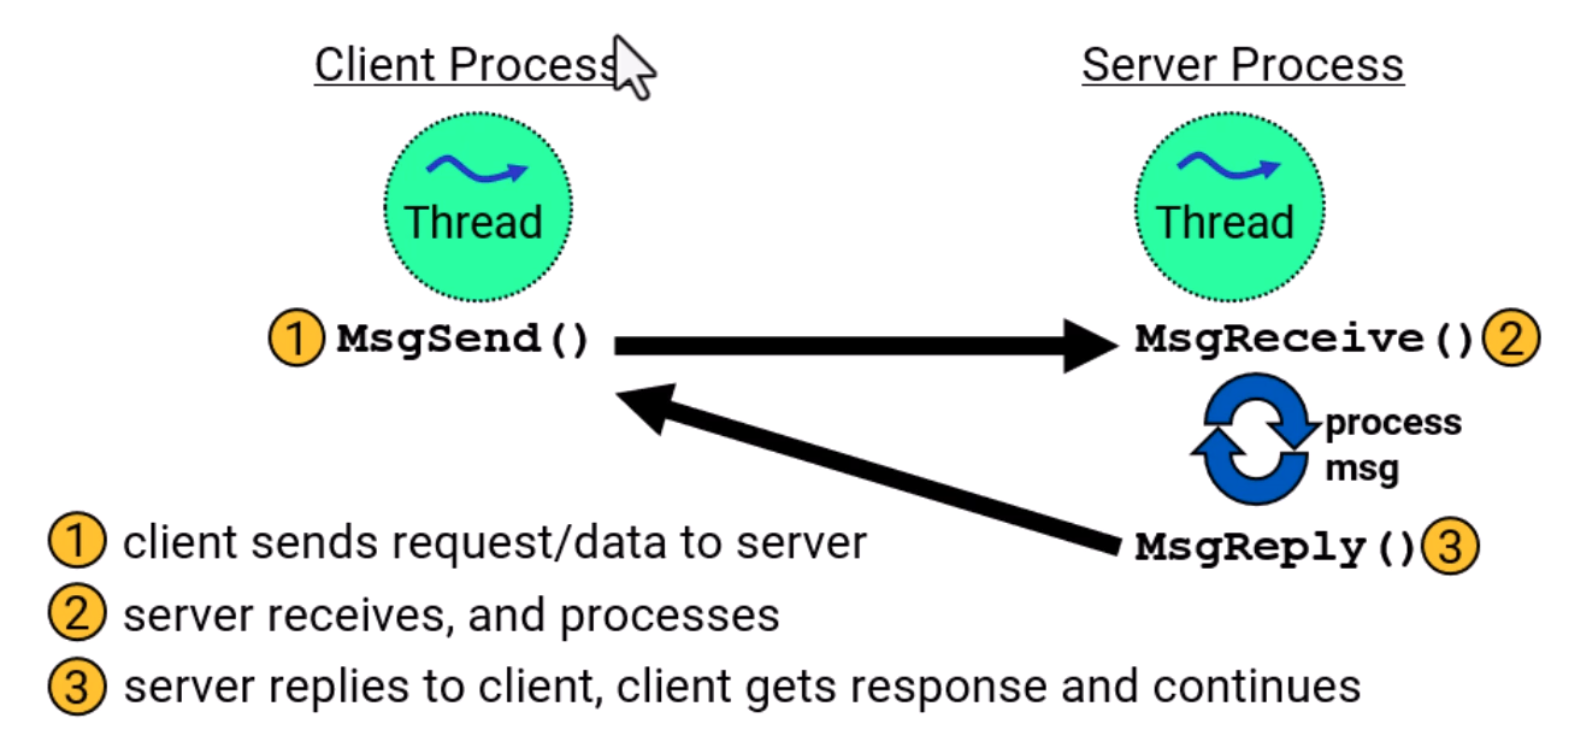 Client Process
Server Process
Thread
Thread
1 MsgSend()
MsgReceive() 2
process
msg
MsgReply() 3
1 client sends request/data to server
2 server receives, and processes
3 server replies to client, client gets response and continues